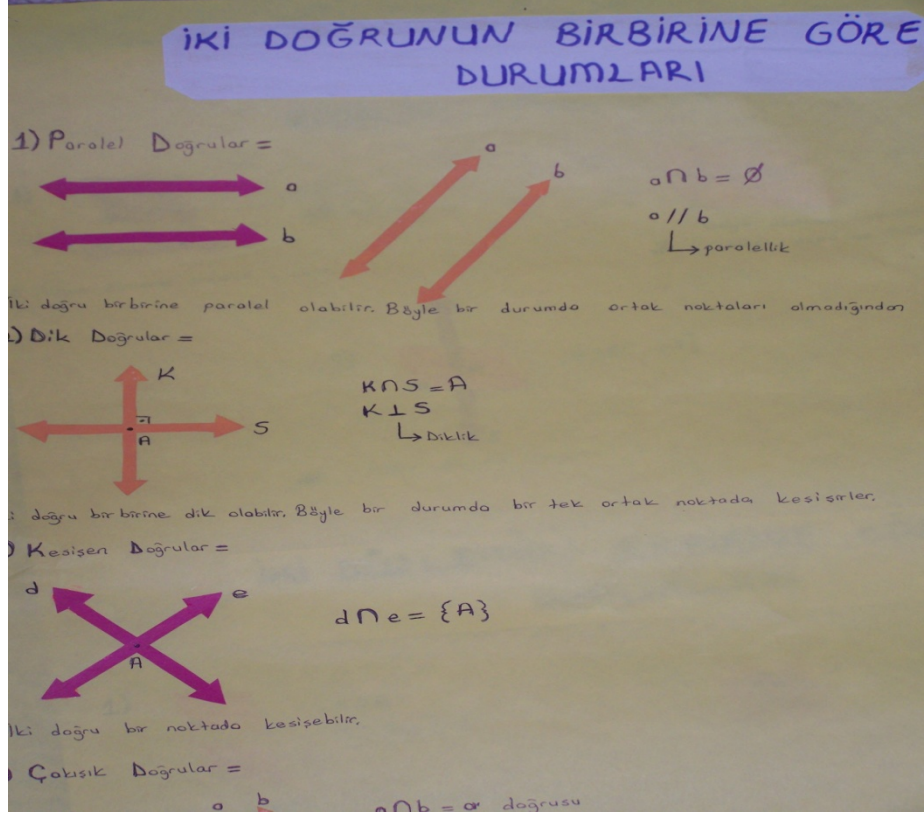 İKİ DOĞRUNUN BİRBİRİNE GÖRE
DURUMLARI
1) Paralel Doğrular =
a
b
a
b
a∩b = Ø
a // b
paralellik
İki doğru birbirine paralel olabilir. Böyle bir durumda ortak noktaları olmadığından
) Dik Doğrular =
K
S
A
K∩S = A
K ⊥ S
Diklik
i doğru birbirine dik olabilir. Böyle bir durumda bir tek ortak noktada kesişirler.
) Kesişen Doğrular =
d
e
A
d∩e = {A}
İki doğru bir noktada kesişebilir.
) Çakışık Doğrular =
a b
a∩b = a doğrusu